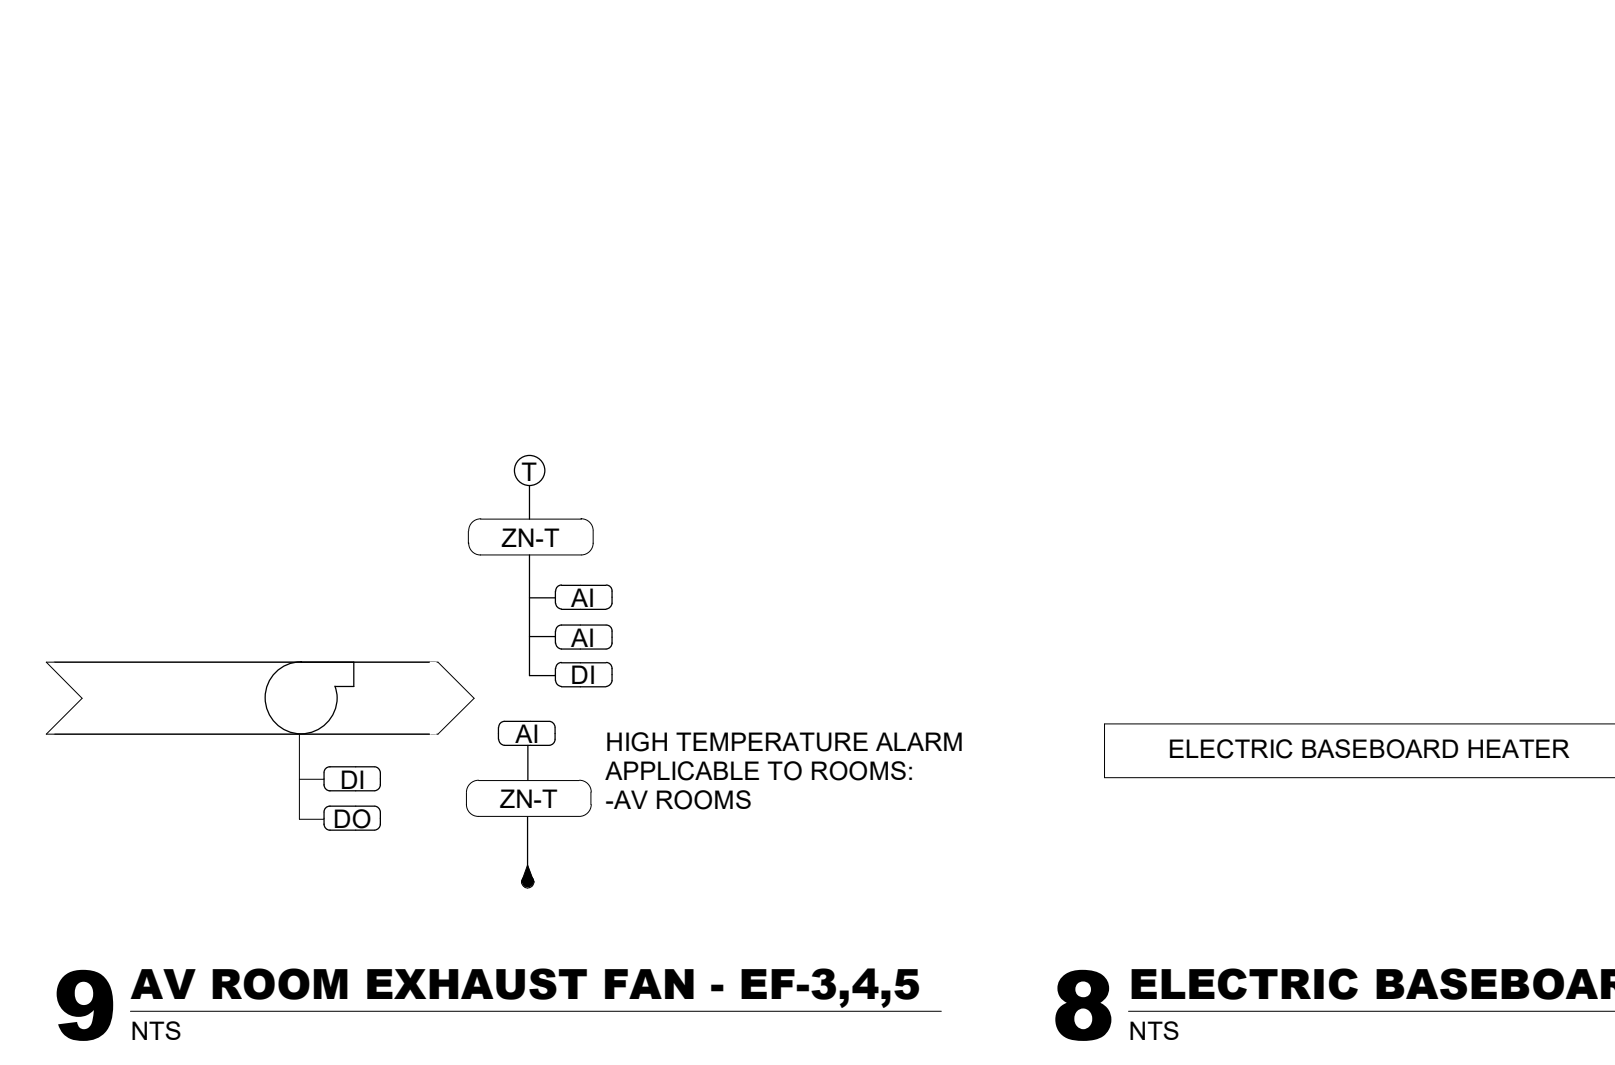 T
ZN-T
AI
AI
DI
AI
HIGH TEMPERATURE ALARM
APPLICABLE TO ROOMS:
-AV ROOMS
ZN-T
DI
DO
ELECTRIC BASEBOARD HEATER
9 AV ROOM EXHAUST FAN - EF-3,4,5
NTS
8 ELECTRIC BASEBOAR
NTS